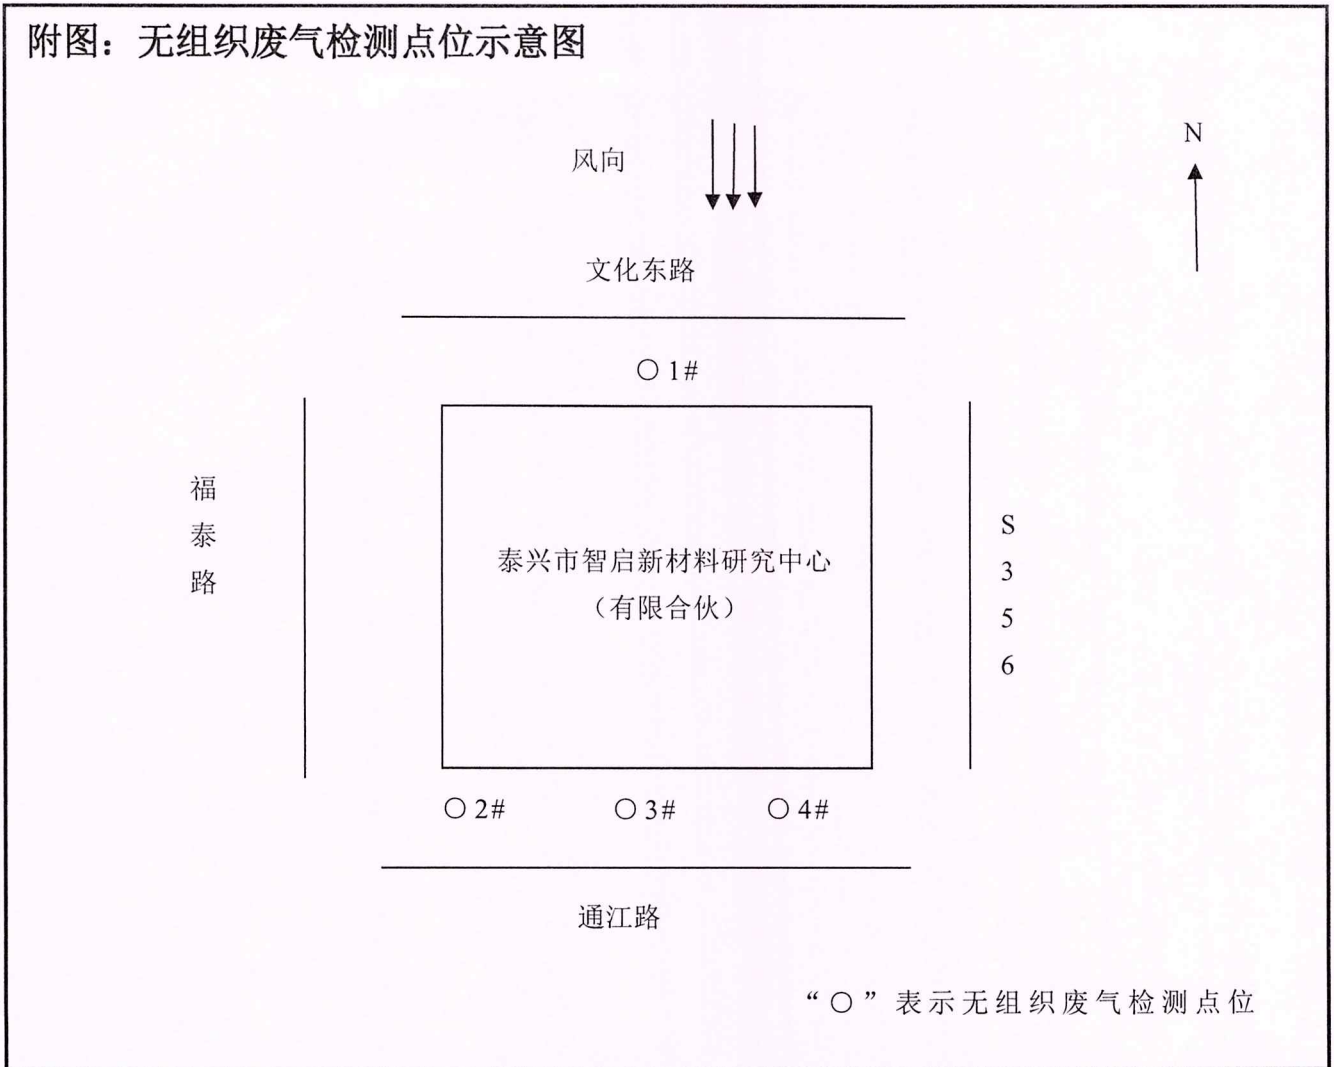 附图：无组织废气检测点位示意图
N
风向
文化东路
○1#
福泰路
泰兴市智启新材料研究中心
（有限合伙）
S356
○2# ○3# ○4#
通江路
“○”表示无组织废气检测点位